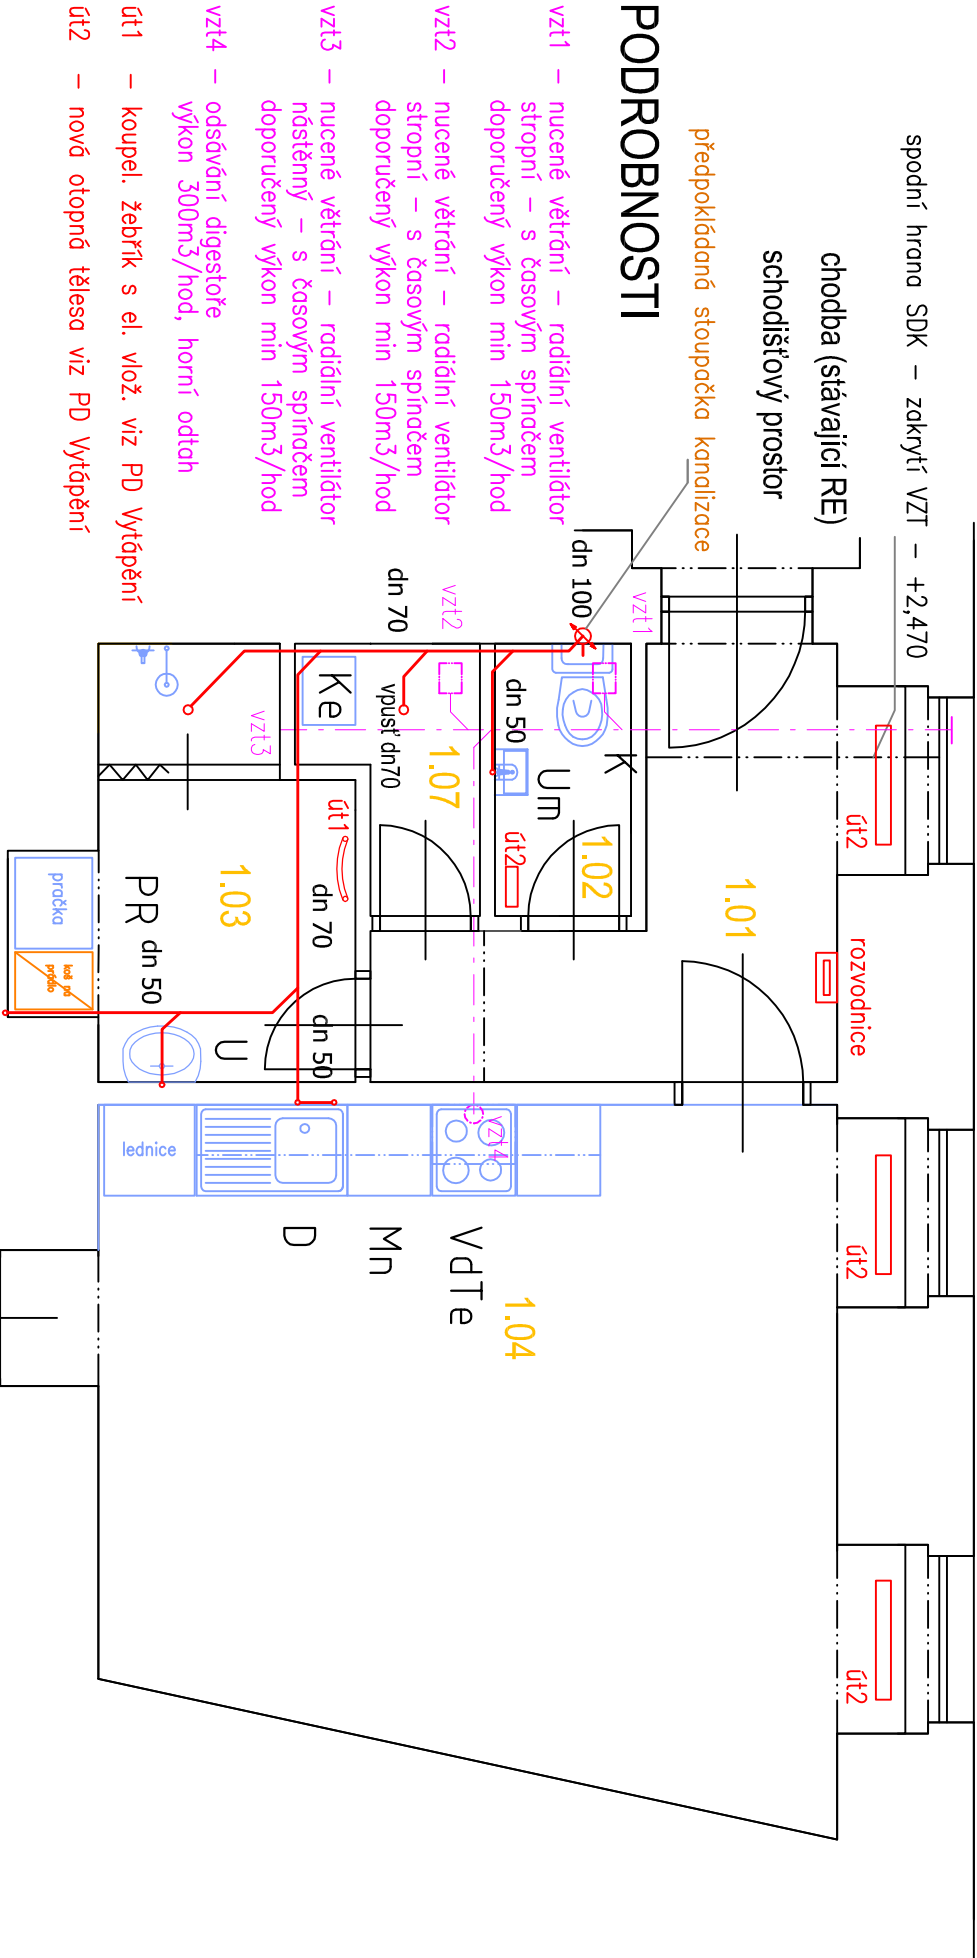 spodní hrana SDK – zakrytí VZT – +2,470
chodba (stávající RE)
schodišťový prostor
předpokládaná stoupačka kanalizace
PODROBNOSTI
vzt1 – nucené větrání – radiální ventilátor
stropní – s časovým spínačem
doporučený výkon min 150m3/hod
vzt2 – nucené větrání – radiální ventilátor
stropní – s časovým spínačem
doporučený výkon min 150m3/hod
vzt3 – nucené větrání – radiální ventilátor
nástěnný – s časovým spínačem
doporučený výkon min 150m3/hod
vzt4 – odsávání digestoře
výkon 300m3/hod, horní odtah
út1 – koupel. žebřík s el. vlož. viz PD Vytápění
út2 – nová otopná tělesa viz PD Vytápění
dn 100
vzt1
vzt2
dn 70
vpusť dn70
dn 50
K
Um
út2
1.02
1.07
Ke
vzt3
út1
1.03
dn 70
dn 50
PR
dn 50
U
pračka
koš na
prádlo
1.01
rozvodnice
út2
út2
út2
lednice
vzt4
D
Mn
VdTe
1.04